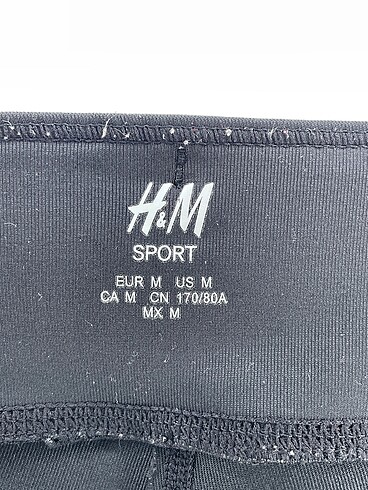 H&M
SPORT
EUR M US M
CA M CN 170/80A
MX M